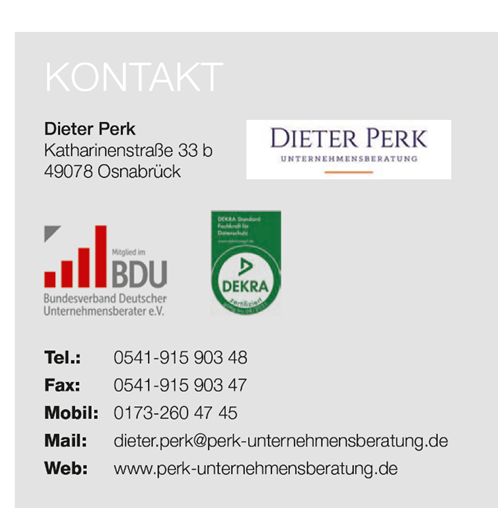 KONTAKT
Dieter Perk
Katharinenstraße 33 b
49078 Osnabrück
DIETER PERK
UNTERNEHMENSBERATUNG
Mitglied im
BDU
Bundesverband Deutscher
Unternehmensberater e.V.
DEKRA Standard
Fachkraft für
Datenschutz
DEKRA
zertifiziert
Tel.: 0541-915 903 48
Fax: 0541-915 903 47
Mobil: 0173-260 47 45
Mail: dieter.perk@perk-unternehmensberatung.de
Web: www.perk-unternehmensberatung.de